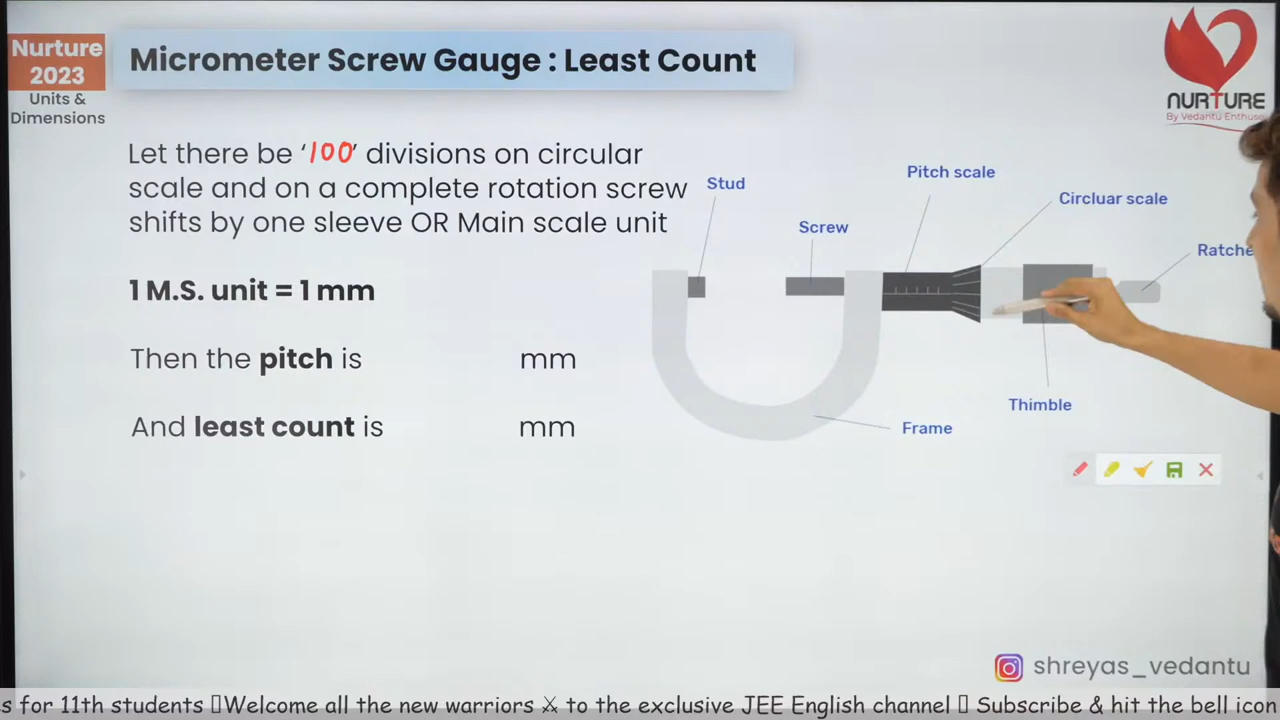 Nurture
2023
Units &
Dimensions
Micrometer Screw Gauge : Least Count
NURTURE
By Vedantu Enthuse
Let there be ‘100’ divisions on circular
scale and on a complete rotation screw
shifts by one sleeve OR Main scale unit
1 M.S. unit = 1 mm
Then the pitch is mm
And least count is mm
Stud
Screw
Pitch scale
Circluar scale
Ratche
Thimble
Frame
shreyas_vedantu
s for 11th students Welcome all the new warriors ⚔ to the exclusive JEE English channel Subscribe & hit the bell icon